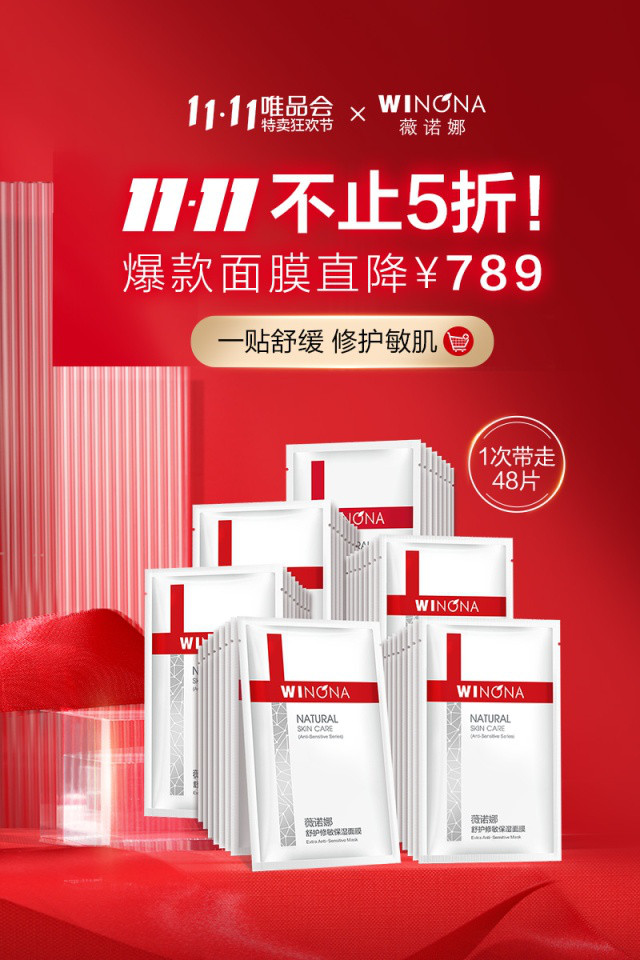 11·11 唯品会 特卖狂欢节 × WINONA 薇诺娜
11·11 不止5折!
爆款面膜直降¥789
一贴舒缓 修护敏肌
1次带走
48片
WINONA
NATURAL
WINONA
WINONA
NATURAL
SKIN CARE
(Anti-Sensitive Series)
薇诺娜
舒护修敏保湿面膜
Extra Anti-Sensitive Mask
WINONA
NATURAL
SKIN CARE
(Anti-Sensitive Series)
薇诺娜
舒护修敏保湿面膜
Extra Anti-Sensitive Mask